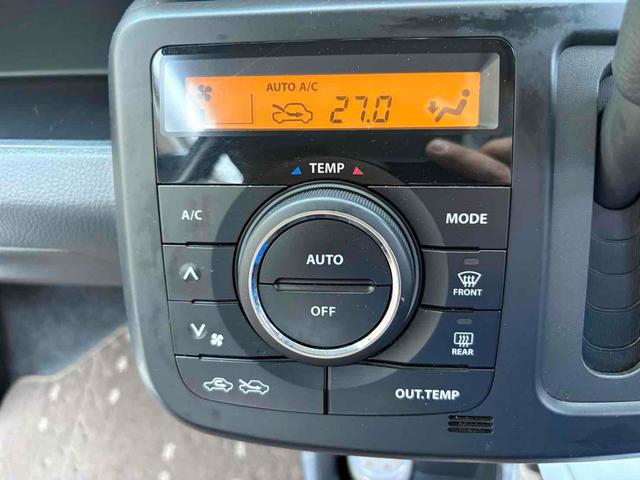 AUTO A/C
27.0
TEMP
A/C
MODE
AUTO
OFF
FRONT
REAR
OUT.TEMP